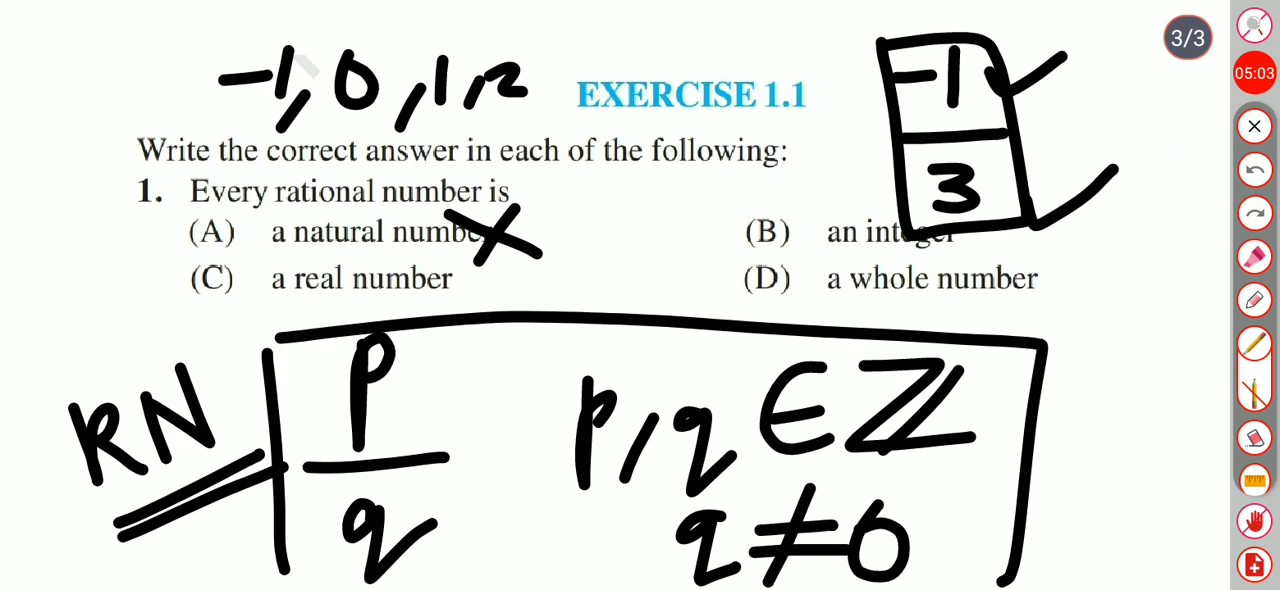 3/3
05:03
-1, 0, 1, 2
EXERCISE 1.1
-1
3
Write the correct answer in each of the following:
1. Every rational number is
(A) a natural number
(B) an integer
(C) a real number
(D) a whole number
RN
p
q
p, q ∈ Z
q ≠ 0